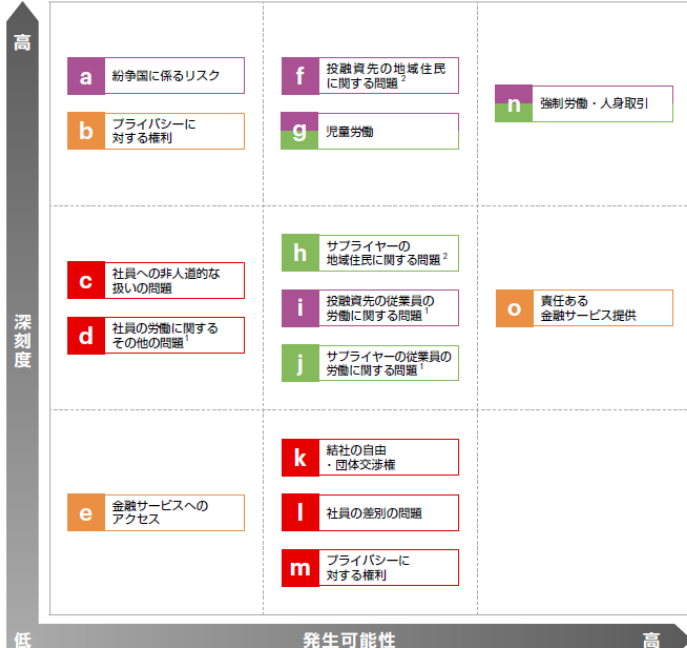 高
a
紛争国に係るリスク
b
プライバシーに
対する権利
f
投融資先の地域住民
に関する問題2
g
児童労働
n
強制労働・人身取引
深刻度
c
社員への非人道的な
扱いの問題
d
社員の労働に関する
その他の問題1
h
サプライヤーの
地域住民に関する問題2
i
投融資先の従業員の
労働に関する問題1
j
サプライヤーの従業員の
労働に関する問題1
o
責任ある
金融サービス提供
e
金融サービスへの
アクセス
k
結社の自由
・団体交渉権
l
社員の差別の問題
m
プライバシーに
対する権利
低
発生可能性
高